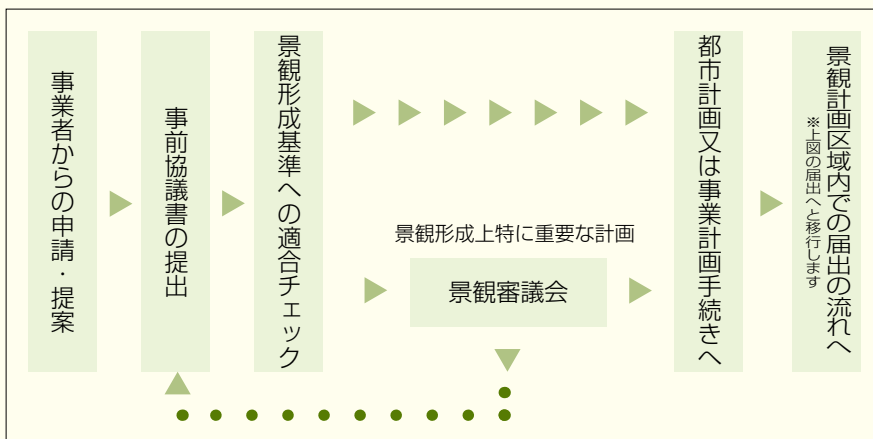 事業者からの申請・提案
事前協議書の提出
景観形成基準への適合チェック
景観形成上特に重要な計画
景観審議会
都市計画又は事業計画手続きへ
景観計画区域内での届出の流れへ
※上図の届出へと移行します